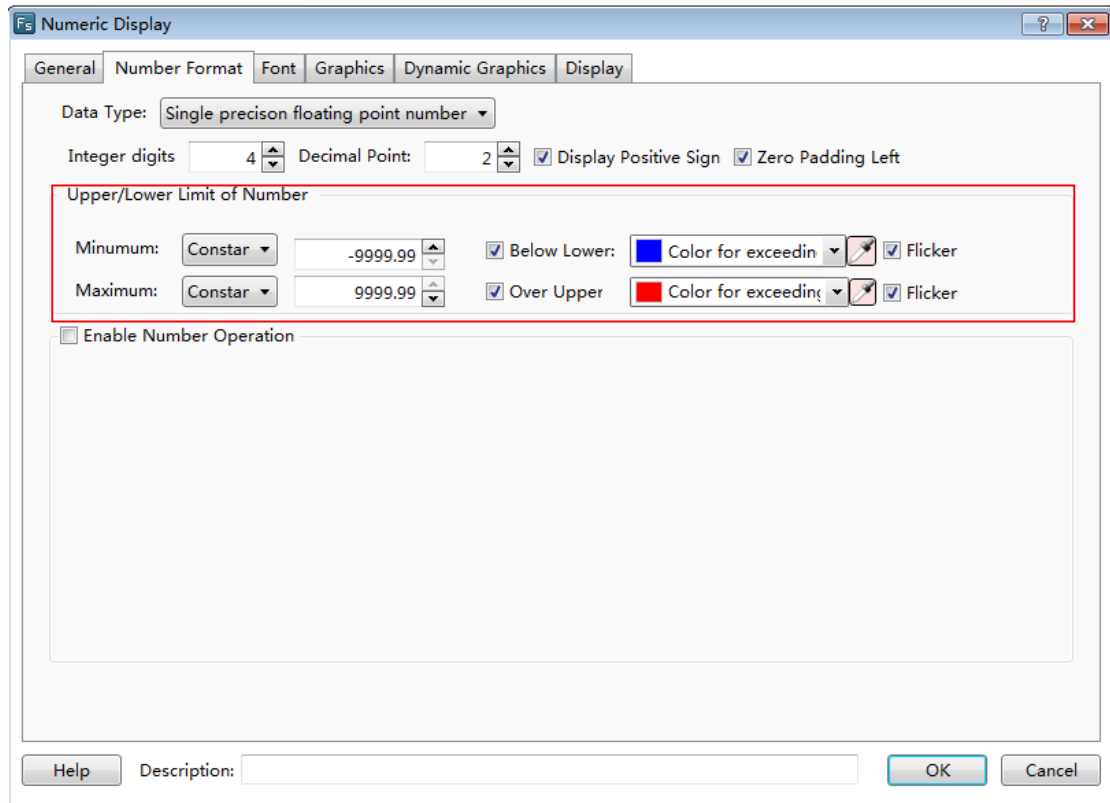 Fs Numeric Display
General Number Format Font Graphics Dynamic Graphics Display
Data Type: Single precison floating point number
Integer digits 4 Decimal Point: 2 Display Positive Sign Zero Padding Left
Upper/Lower Limit of Number
Minumum: Constar -9999.99 Below Lower: Color for exceedin Flicker
Maximum: Constar 9999.99 Over Upper Color for exceeding Flicker
Enable Number Operation
Help Description: OK Cancel